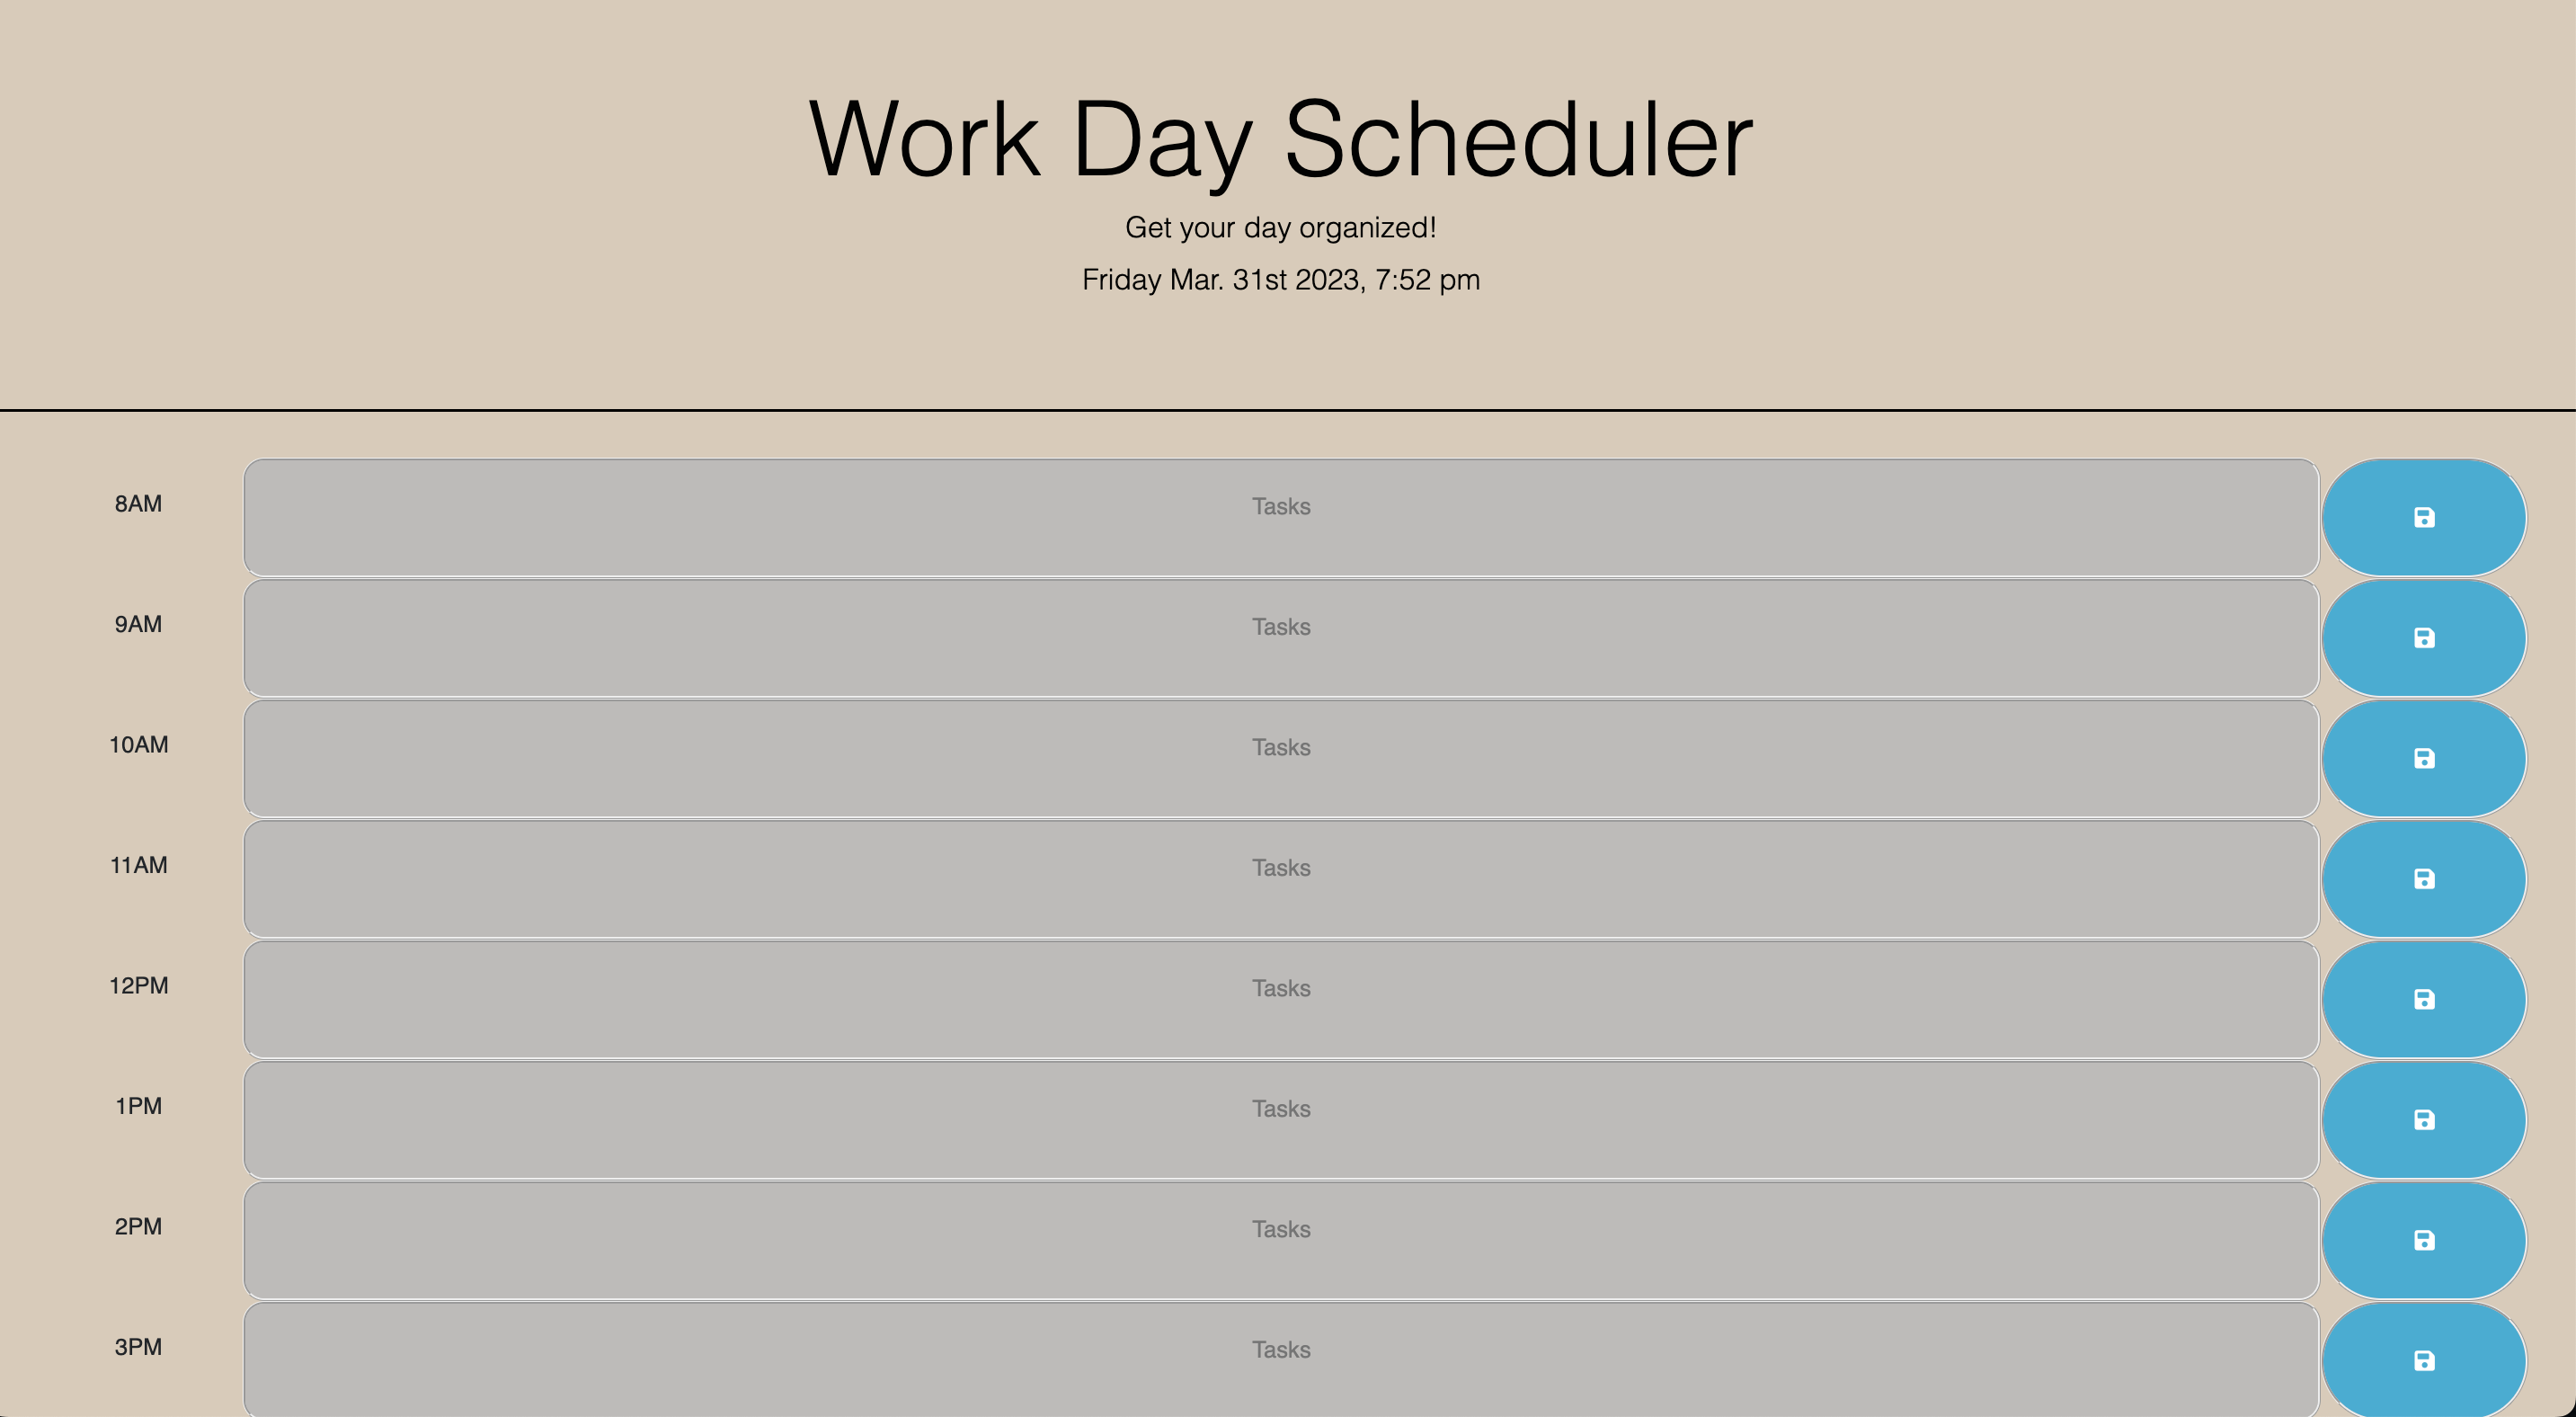 Work Day Scheduler
Get your day organized!
Friday Mar. 31st 2023, 7:52 pm
8AM Tasks
9AM Tasks
10AM Tasks
11AM Tasks
12PM Tasks
1PM Tasks
2PM Tasks
3PM Tasks